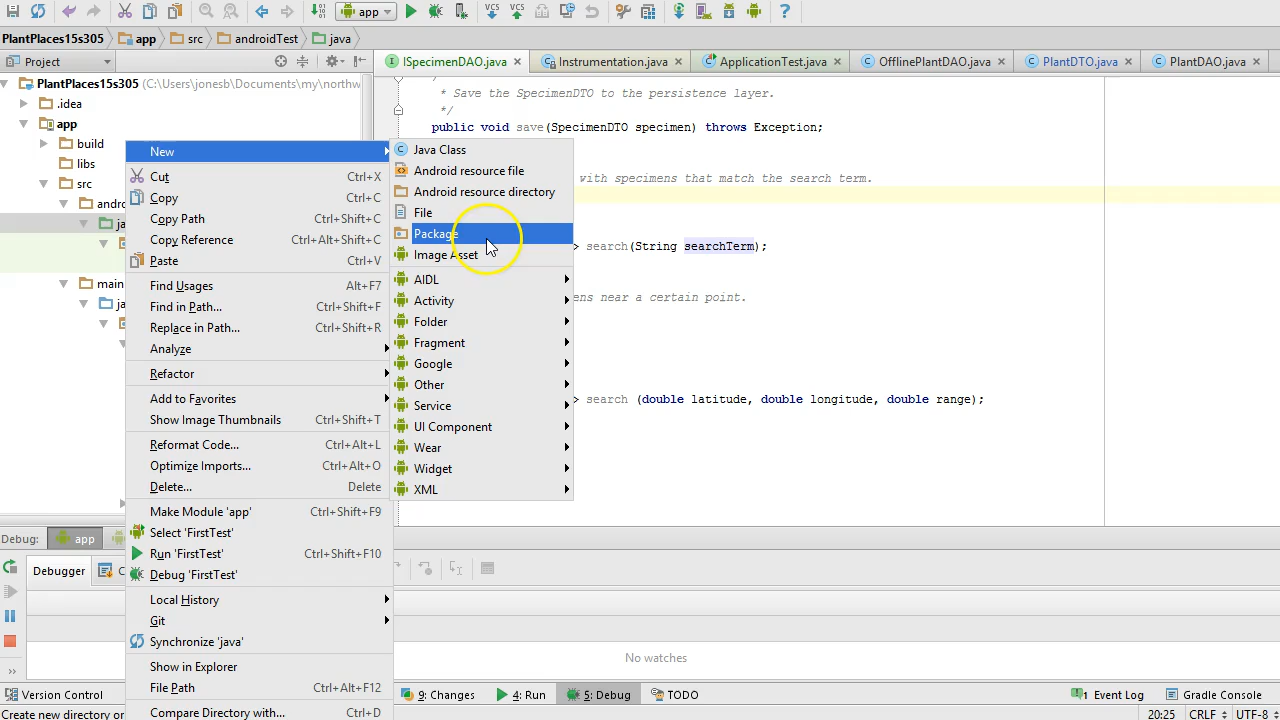 app
PlantPlaces15s305
app
src
androidTest
java
Project
ISpecimenDAO.java
Instrumentation.java
ApplicationTest.java
OfflinePlantDAO.java
PlantDTO.java
PlantDAO.java
PlantPlaces15s305 (C:\Users\jonesb\Documents\my\northw
.idea
app
build
libs
src
andro
ja
main
ja
* Save the SpecimenDTO to the persistence layer.
*/
public void save(SpecimenDTO specimen) throws Exception;
with specimens that match the search term.
> search(String searchTerm);
ens near a certain point.
> search (double latitude, double longitude, double range);
New
Cut Ctrl+X
Copy Ctrl+C
Copy Path Ctrl+Shift+C
Copy Reference Ctrl+Alt+Shift+C
Paste Ctrl+V
Find Usages Alt+F7
Find in Path... Ctrl+Shift+F
Replace in Path... Ctrl+Shift+R
Analyze
Refactor
Add to Favorites
Show Image Thumbnails Ctrl+Shift+T
Reformat Code... Ctrl+Alt+L
Optimize Imports... Ctrl+Alt+O
Delete... Delete
Make Module 'app' Ctrl+Shift+F9
Select 'FirstTest'
Run 'FirstTest' Ctrl+Shift+F10
Debug 'FirstTest'
Local History
Git
Synchronize 'java'
Show in Explorer
File Path Ctrl+Alt+F12
Compare Directory with... Ctrl+D
Java Class
Android resource file
Android resource directory
File
Package
Image Asset
AIDL
Activity
Folder
Fragment
Google
Other
Service
UI Component
Wear
Widget
XML
Debug:
app
Debugger
C
No watches
Version Control
9: Changes
4: Run
5: Debug
TODO
1 Event Log
Gradle Console
Create new directory or
20:25
CRLF
UTF-8